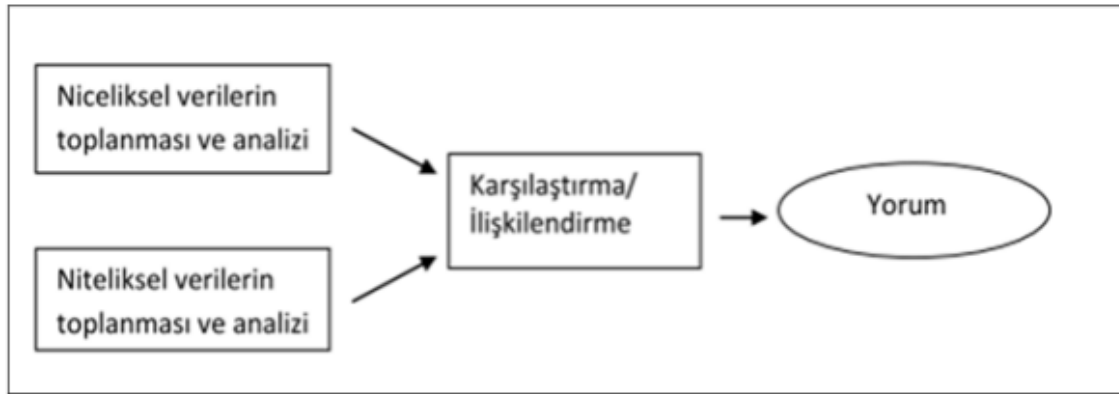 Niceliksel verilerin
toplanması ve analizi
Niteliksel verilerin
toplanması ve analizi
Karşılaştırma/
İlişkilendirme
Yorum